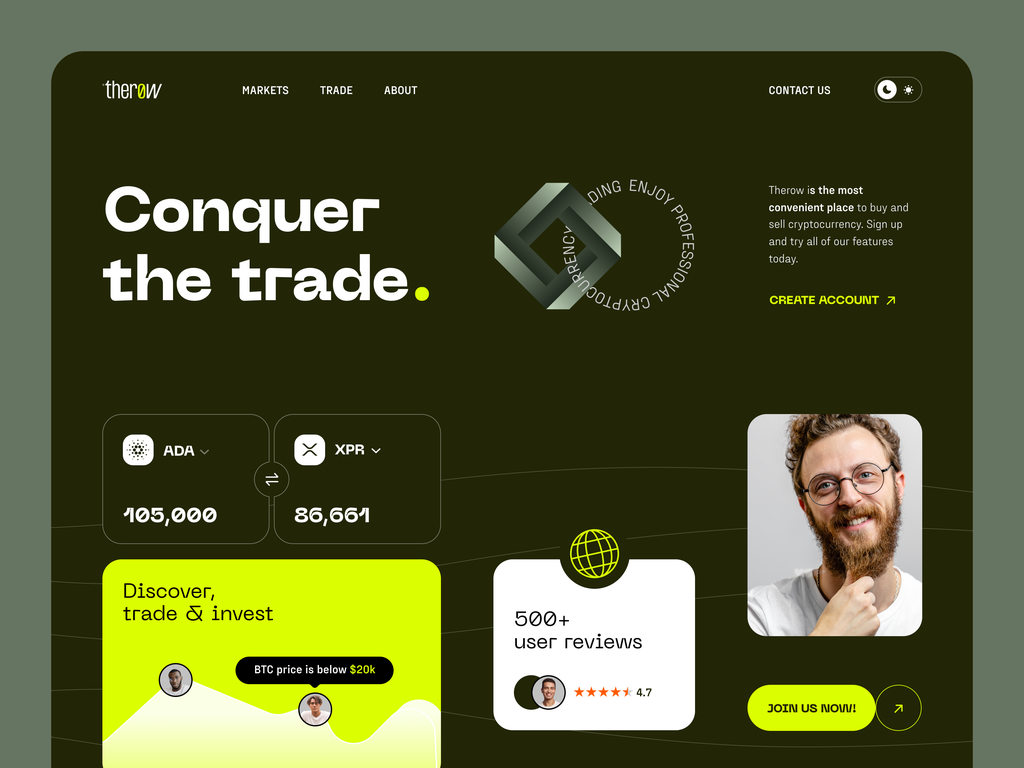 therow
MARKETS
TRADE
ABOUT
CONTACT US
Conquer
the trade.
DING ENJOY PROFESSIONAL CRYPTOCURRENCY
Therow is the most
convenient place to buy and
sell cryptocurrency. Sign up
and try all of our features
today.
CREATE ACCOUNT
ADA
105,000
XPR
86,661
Discover,
trade & invest
BTC price is below $20k
500+
user reviews
4.7
JOIN US NOW!